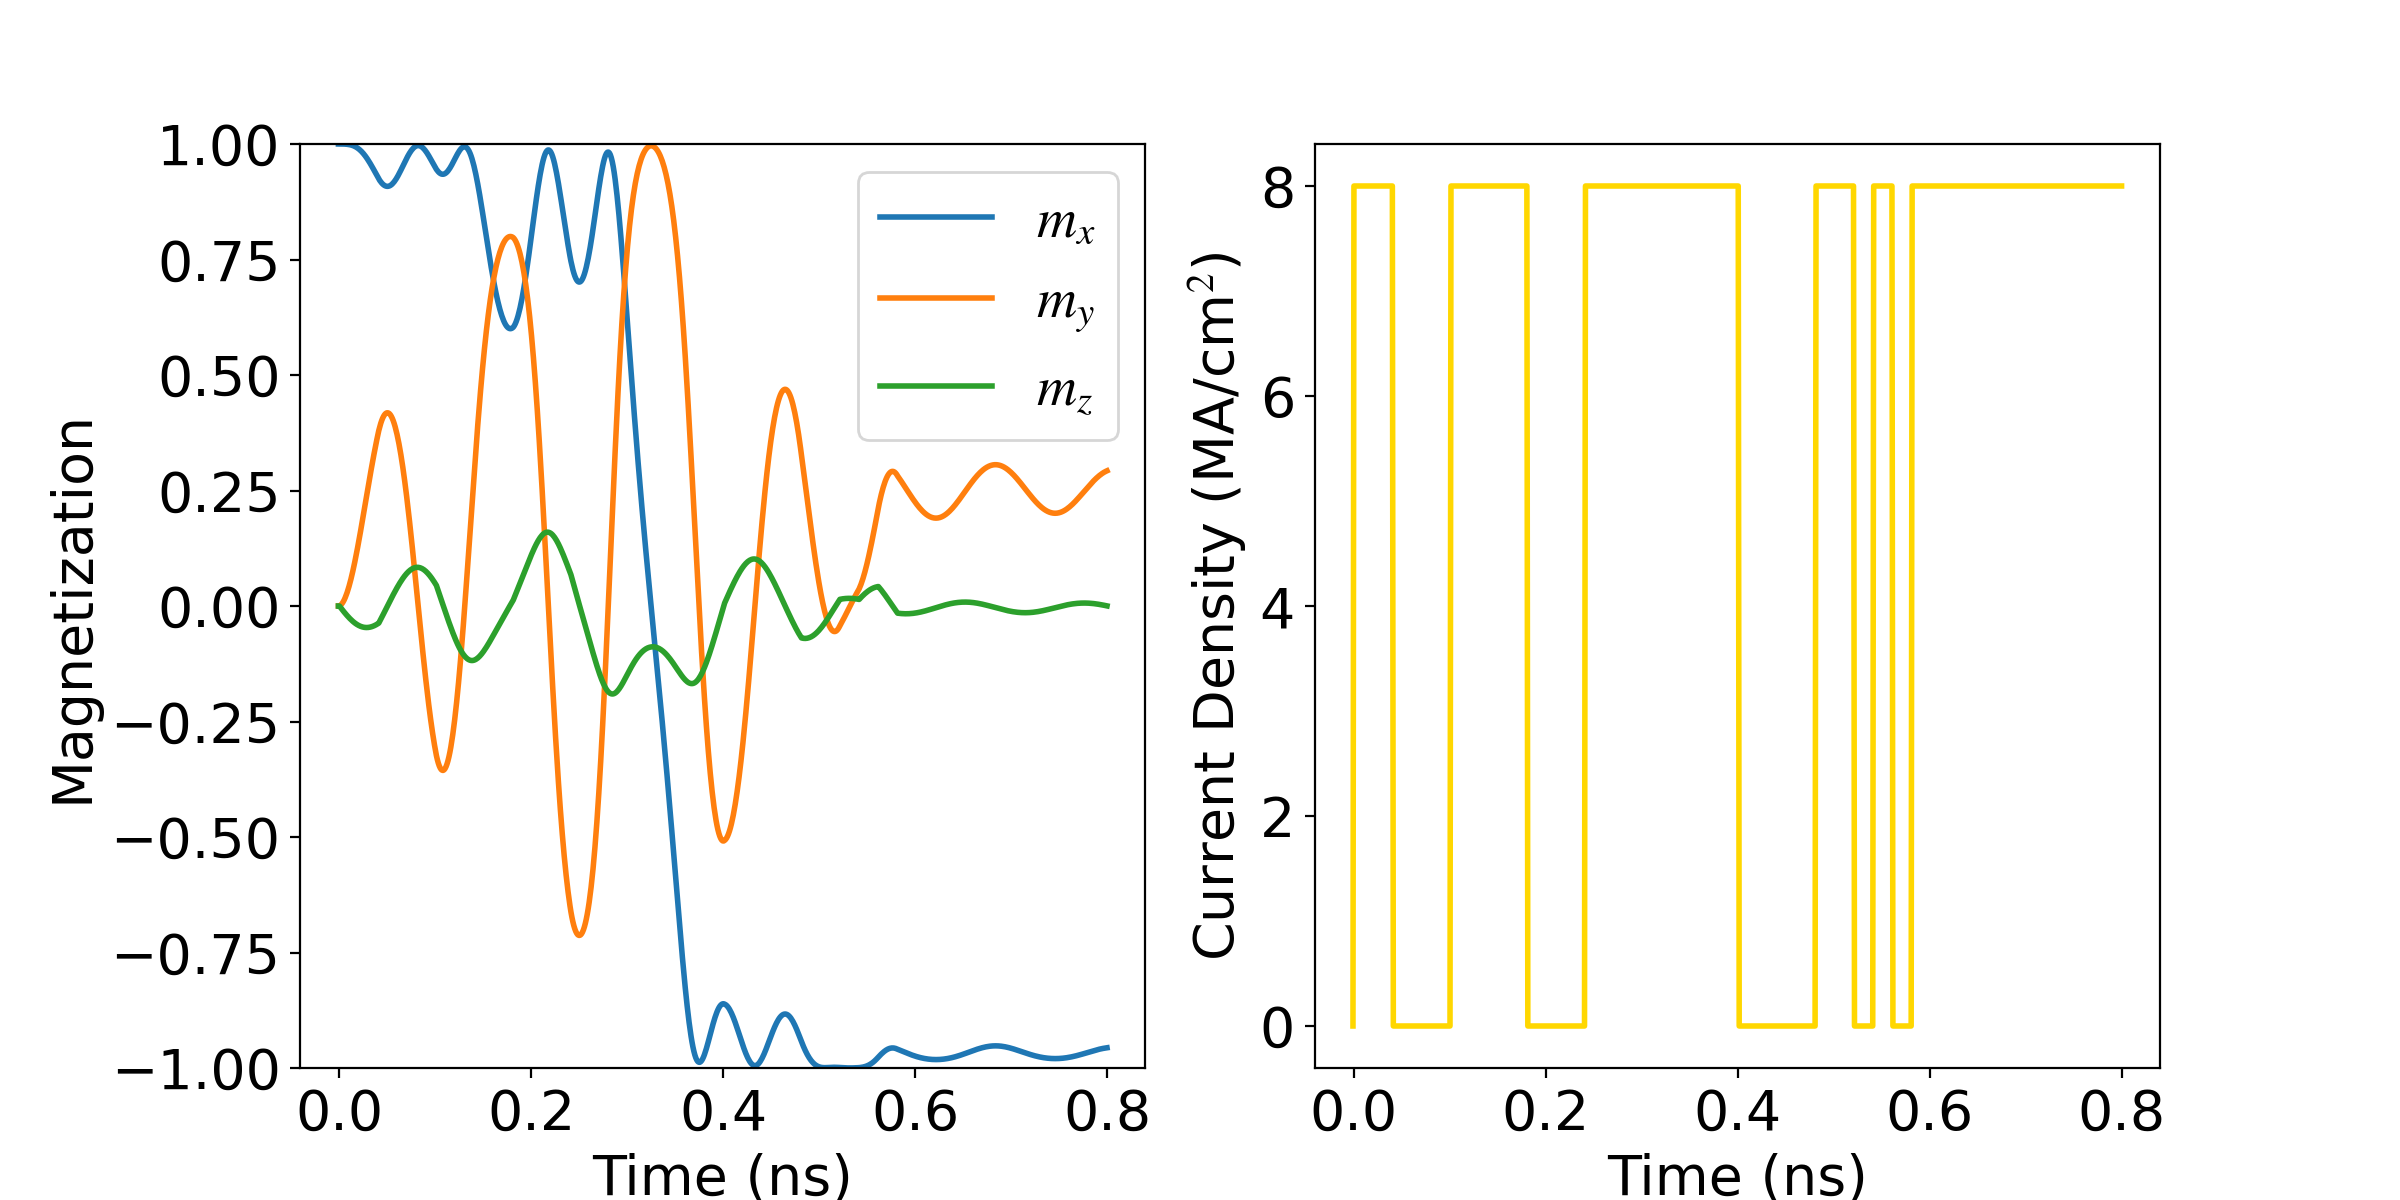 Magnetization
1.00
0.75
0.50
0.25
0.00
−0.25
−0.50
−0.75
−1.00
0.0 0.2 0.4 0.6 0.8
Time (ns)
m_x
m_y
m_z
Current Density (MA/cm²)
8
6
4
2
0
0.0 0.2 0.4 0.6 0.8
Time (ns)